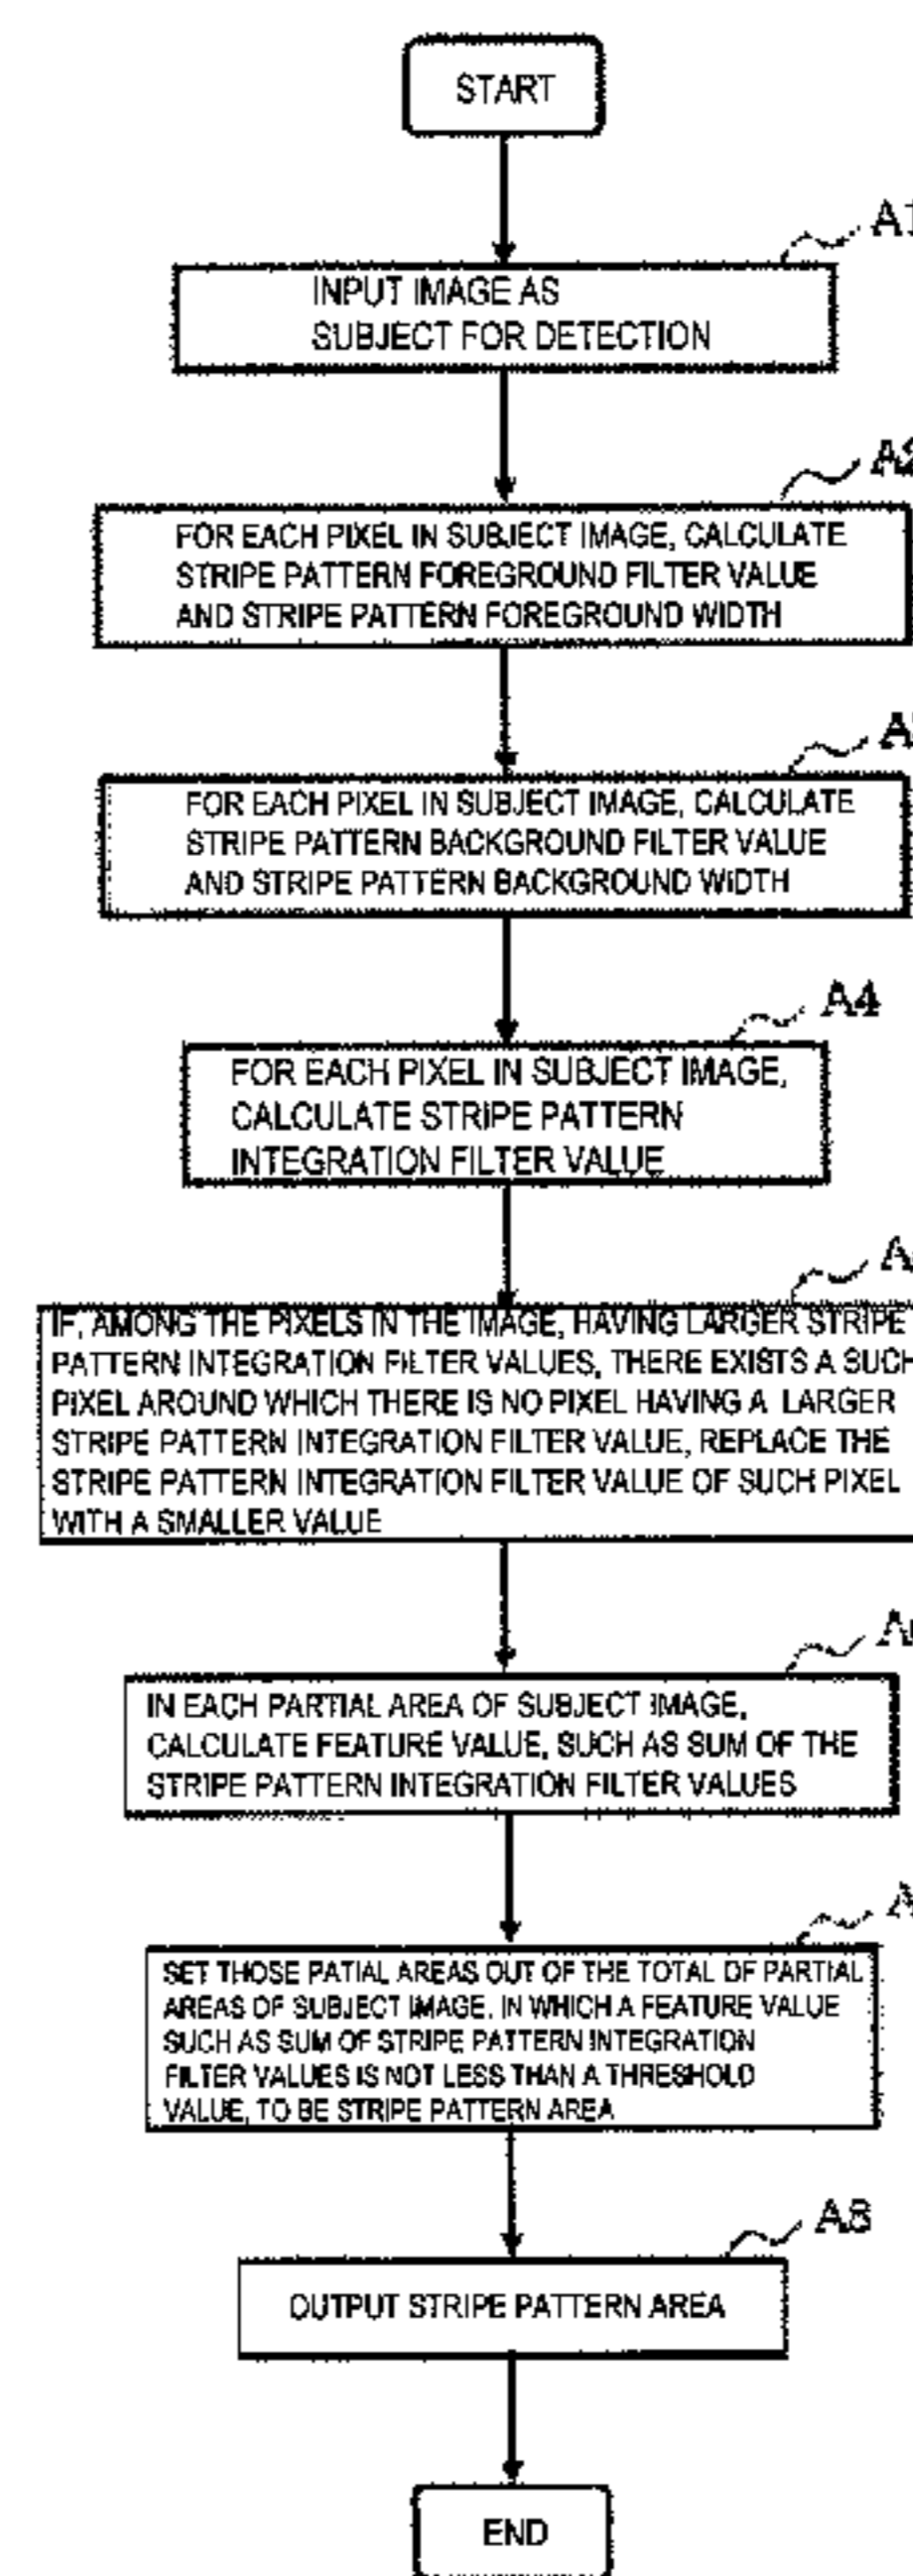 START
A1
INPUT IMAGE AS
SUBJECT FOR DETECTION
A2
FOR EACH PIXEL IN SUBJECT IMAGE, CALCULATE
STRIPE PATTERN FOREGROUND FILTER VALUE
AND STRIPE PATTERN FOREGROUND WIDTH
FOR EACH PIXEL IN SUBJECT IMAGE, CALCULATE
STRIPE PATTERN BACKGROUND FILTER VALUE
AND STRIPE PATTERN BACKGROUND WIDTH
A4
FOR EACH PIXEL IN SUBJECT IMAGE,
CALCULATE STRIPE PATTERN
INTEGRATION FILTER VALUE
IF, AMONG THE PIXELS IN THE IMAGE, HAVING LARGER STRIPE
PATTERN INTEGRATION FILTER VALUES, THERE EXISTS A SUCH
PIXEL AROUND WHICH THERE IS NO PIXEL HAVING A LARGER
STRIPE PATTERN INTEGRATION FILTER VALUE, REPLACE THE
STRIPE PATTERN INTEGRATION FILTER VALUE OF SUCH PIXEL
WITH A SMALLER VALUE
IN EACH PARTIAL AREA OF SUBJECT IMAGE,
CALCULATE FEATURE VALUE, SUCH AS SUM OF THE
STRIPE PATTERN INTEGRATION FILTER VALUES
SET THOSE PATIAL AREAS OUT OF THE TOTAL OF PARTIAL
AREAS OF SUBJECT IMAGE, IN WHICH A FEATURE VALUE
SUCH AS SUM OF STRIPE PATTERN INTEGRATION
FILTER VALUES IS NOT LESS THAN A THRESHOLD
VALUE, TO BE STRIPE PATTERN AREA
A8
OUTPUT STRIPE PATTERN AREA
END